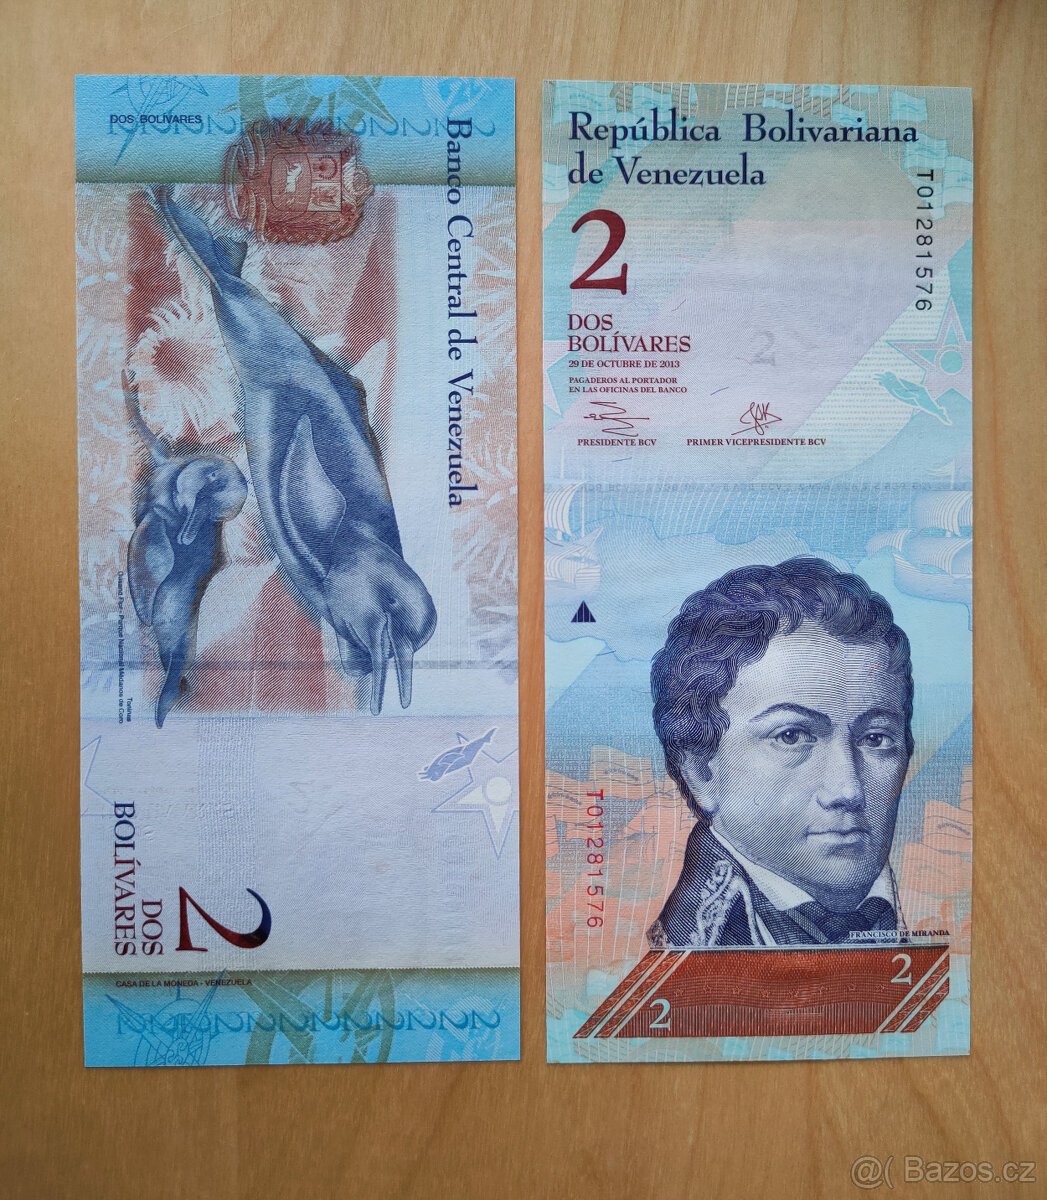 DOS BOLÍVARES
Banco Central de Venezuela
Toninas
2
DOS
BOLÍVARES
CASA DE LA MONEDA - VENEZUELA
República Bolivariana
de Venezuela
T01281576
2
DOS
BOLÍVARES
29 DE OCTUBRE DE 2013
PAGADEROS AL PORTADOR
EN LAS OFICINAS DEL BANCO
2
PRESIDENTE BCV
PRIMER VICEPRESIDENTE BCV
T01281576
FRANCISCO DE MIRANDA
2
2
@( Bazos.cz